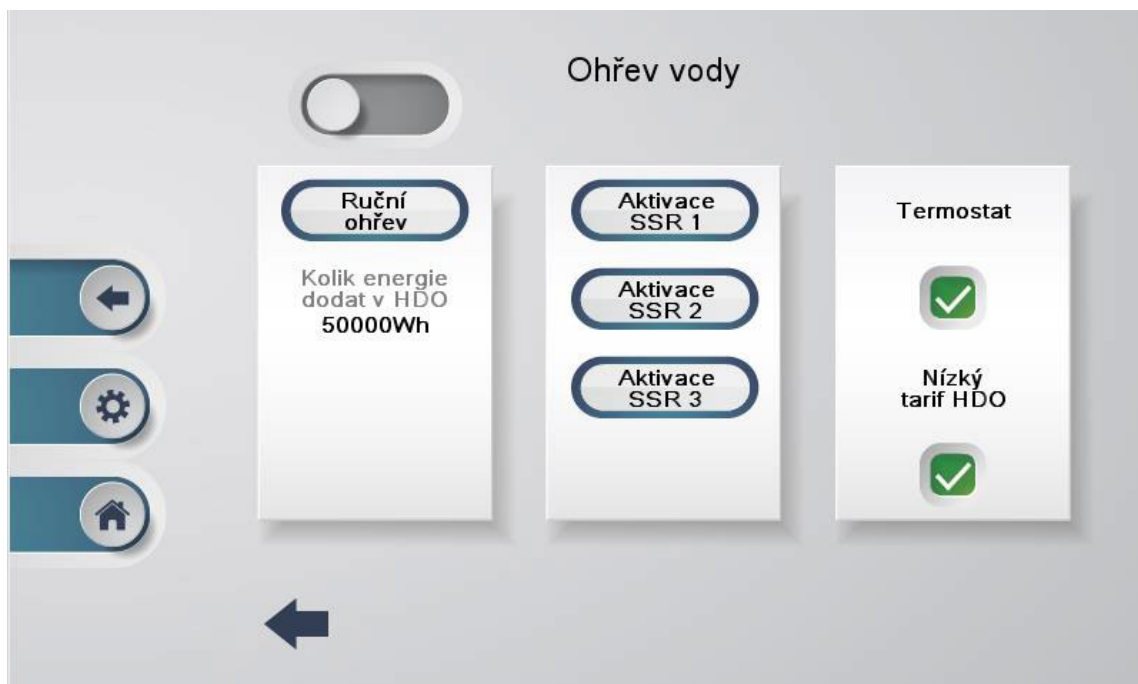 Ohřev vody
Ruční
ohřev
Kolik energie
dodat v HDO
50000Wh
Aktivace
SSR 1
Aktivace
SSR 2
Aktivace
SSR 3
Termostat
Nízký
tarif HDO